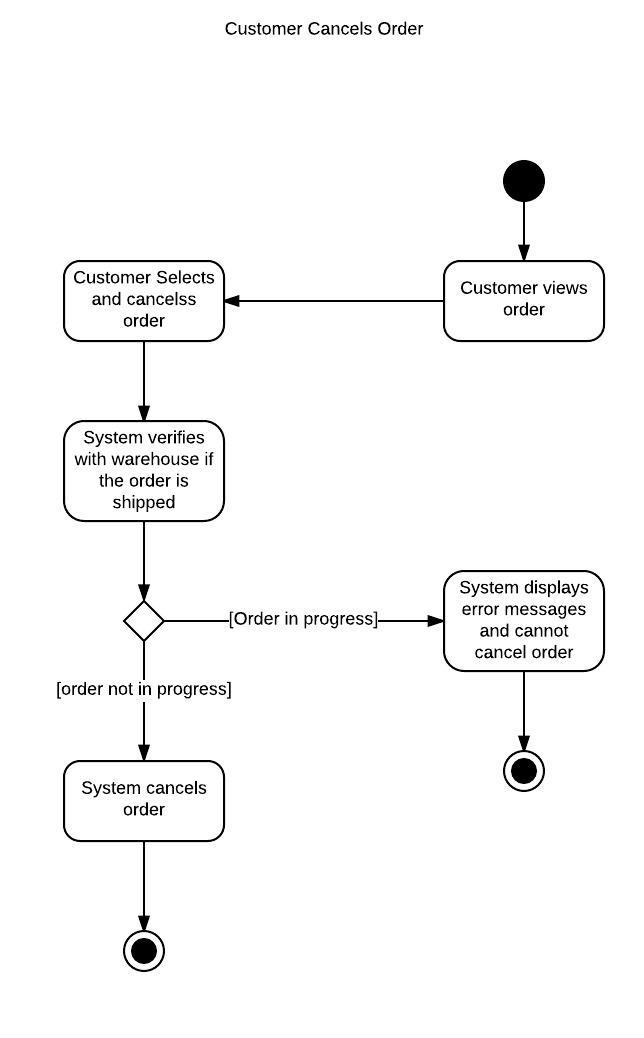 Customer Cancels Order
Customer views
order
Customer Selects
and cancelss
order
System verifies
with warehouse if
the order is
shipped
[Order in progress]
System displays
error messages
and cannot
cancel order
[order not in progress]
System cancels
order